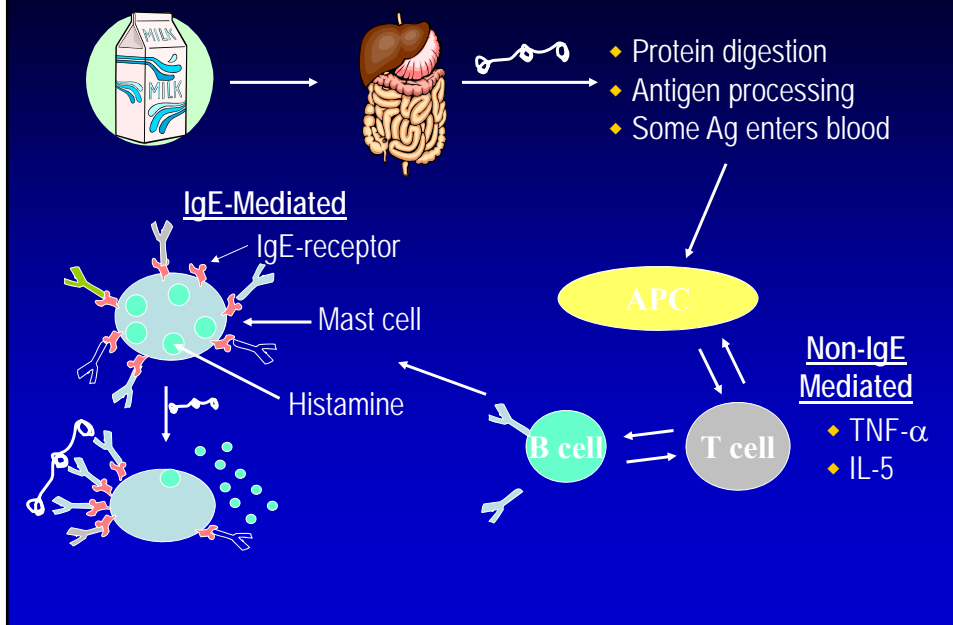 MILK
MILK
Protein digestion
Antigen processing
Some Ag enters blood
IgE-Mediated
IgE-receptor
Mast cell
Histamine
APC
Non-IgE
Mediated
TNF-α
IL-5
B cell
T cell